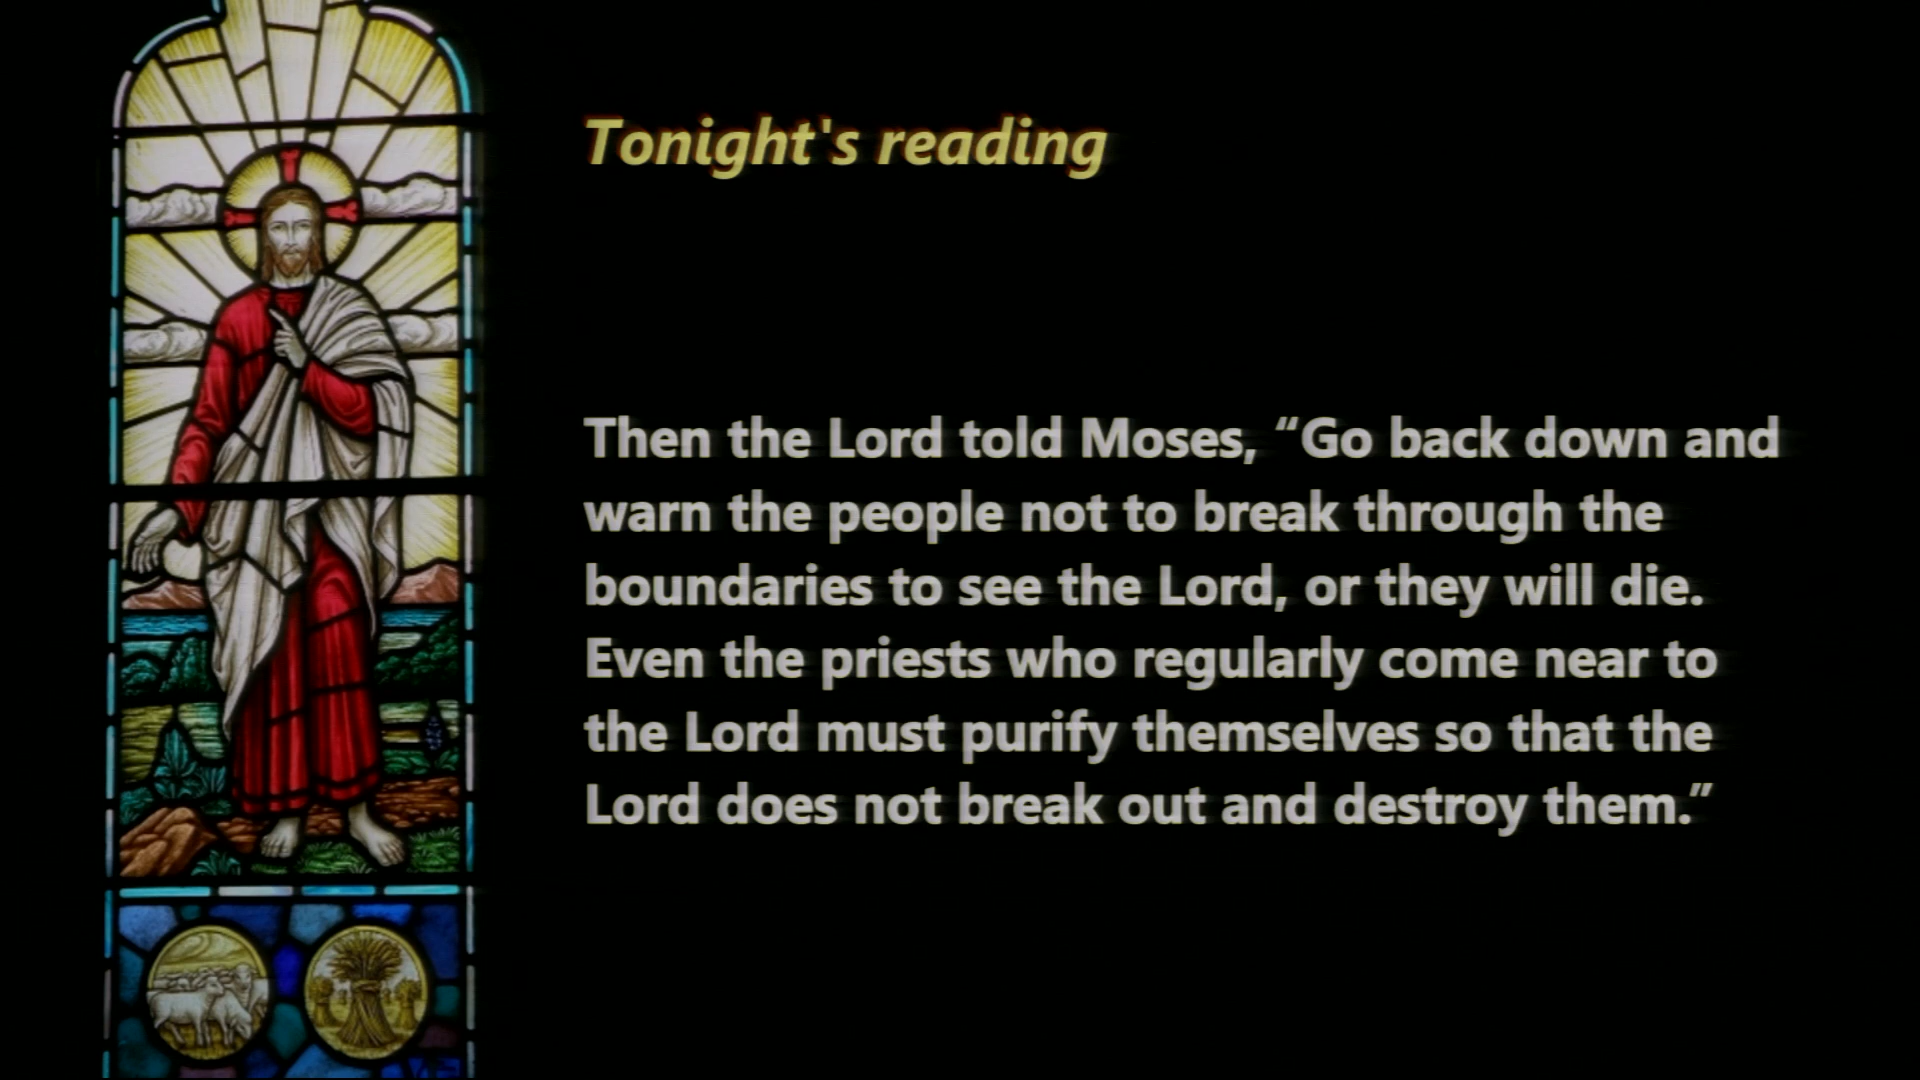 Tonight's reading
Then the Lord told Moses, “Go back down and
warn the people not to break through the
boundaries to see the Lord, or they will die.
Even the priests who regularly come near to
the Lord must purify themselves so that the
Lord does not break out and destroy them.”